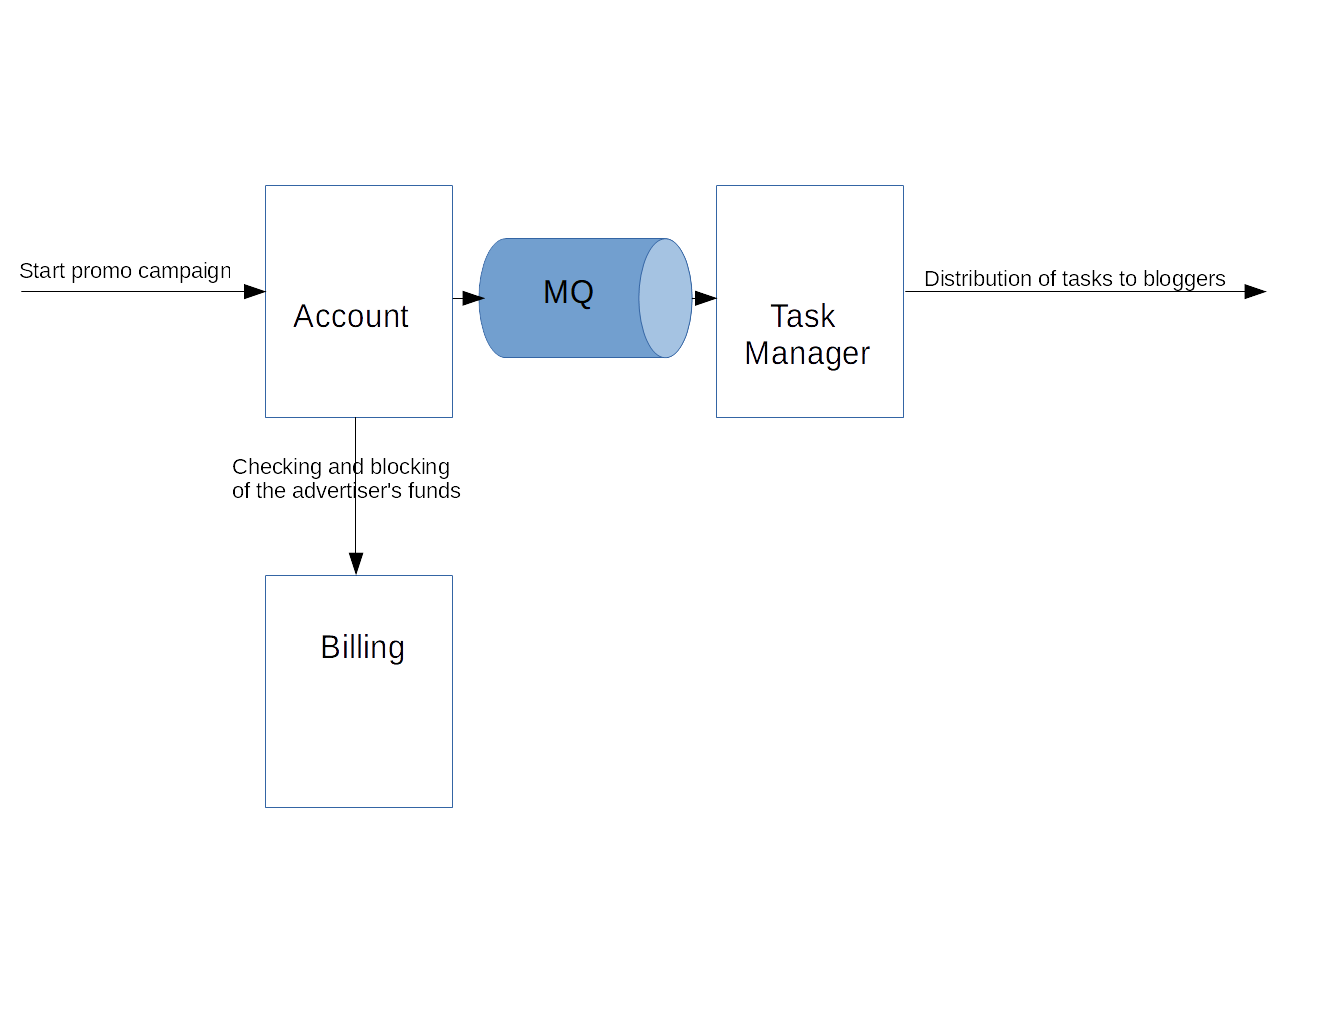 Start promo campaign
Account
MQ
Task
Manager
Distribution of tasks to bloggers
Checking and blocking
of the advertiser's funds
Billing